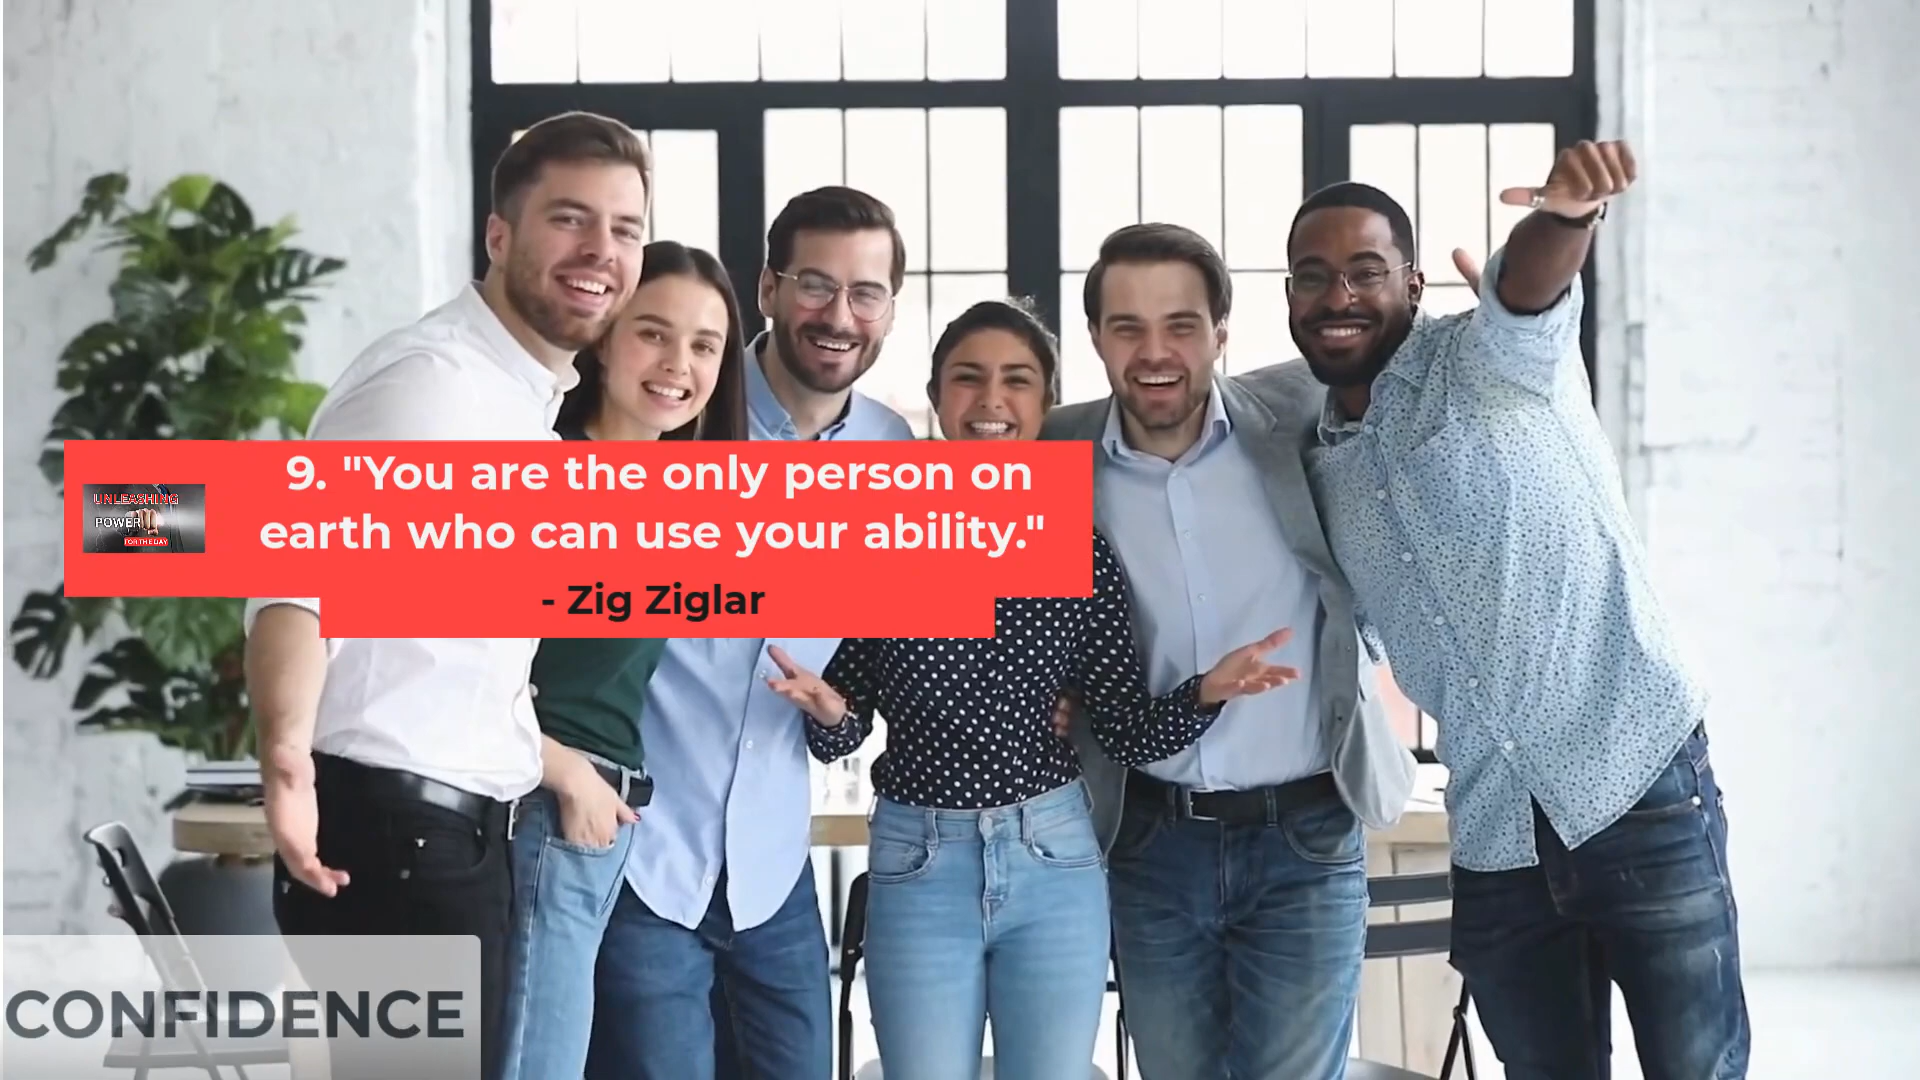 9. "You are the only person on
earth who can use your ability."
- Zig Ziglar
UNLEASHING
POWER
FOR THE DAY
CONFIDENCE